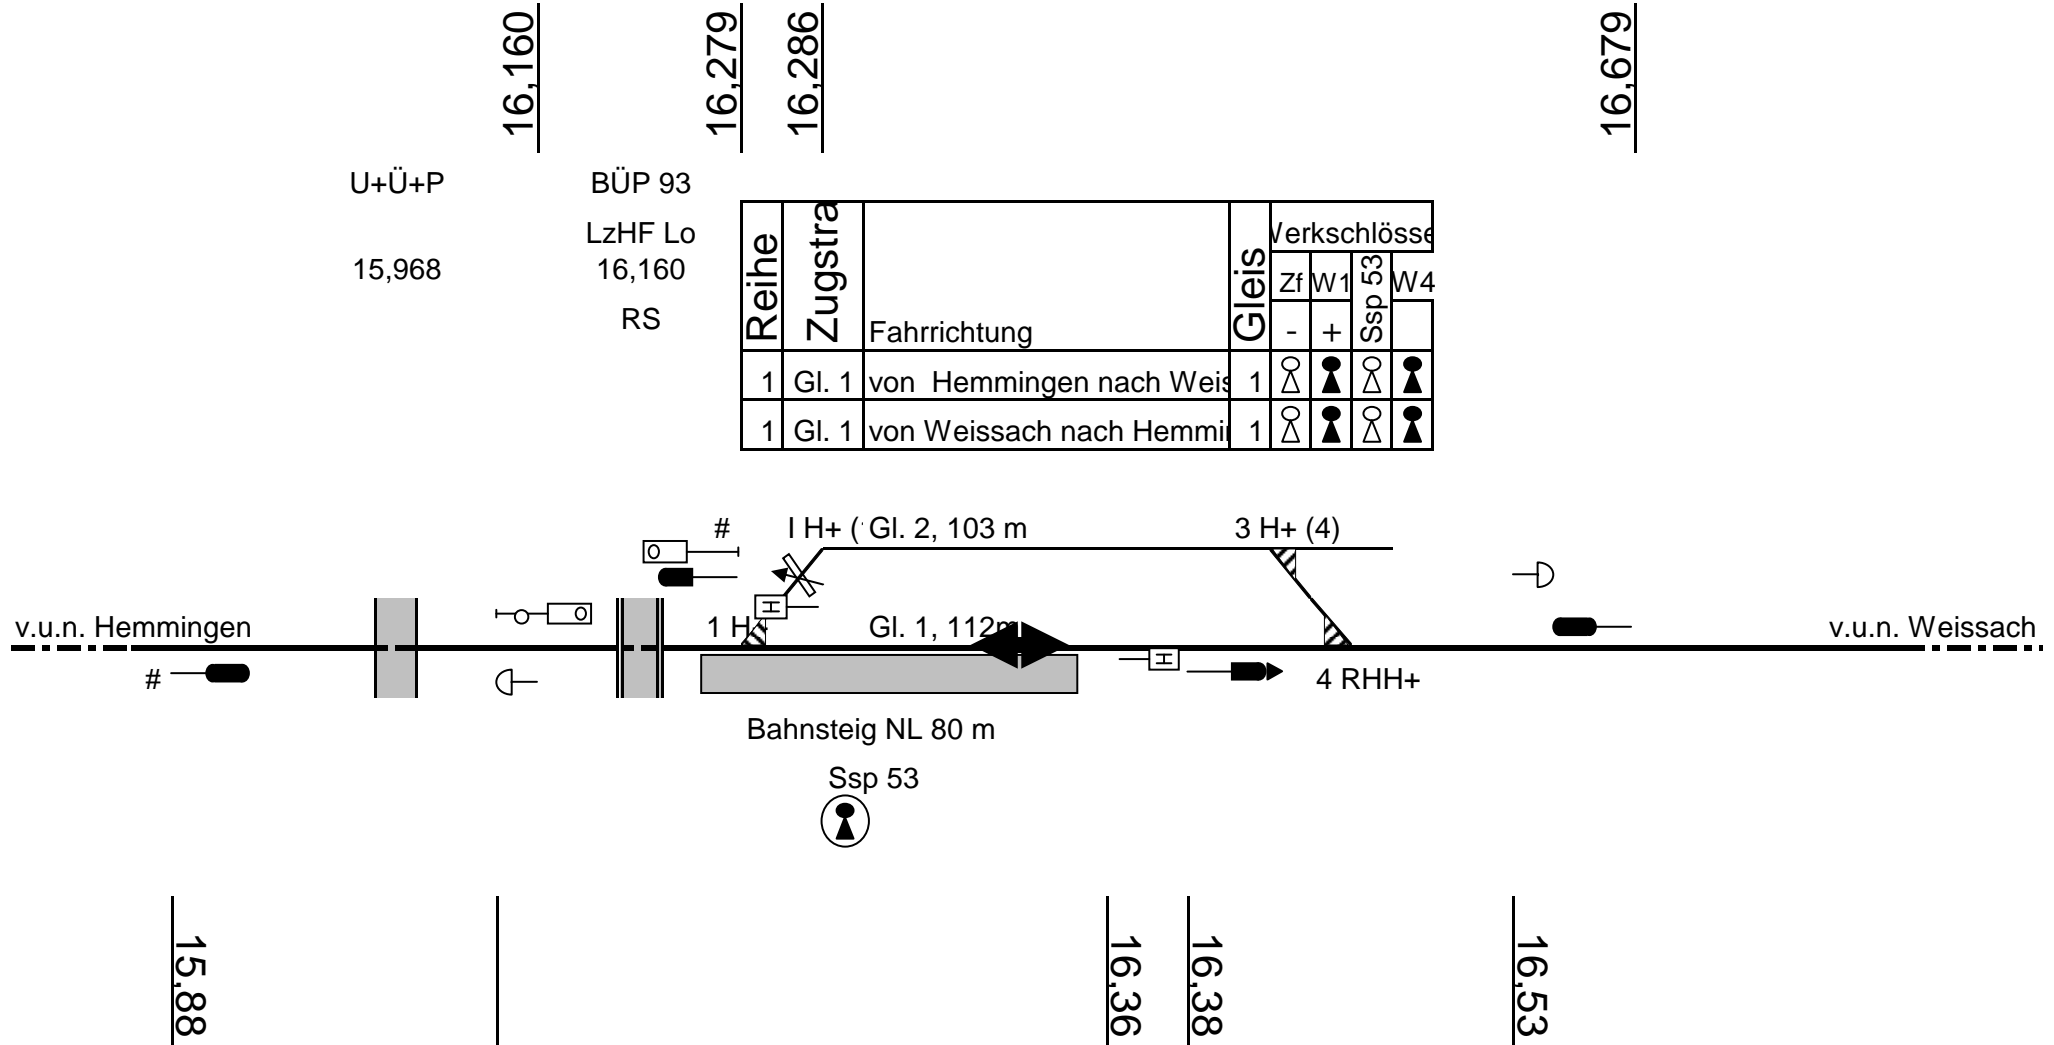 16,160
16,279
16,286
16,679
U+Ü+P
BÜP 93
LzHF Lo
15,968
16,160
RS
Reihe
Zugstra
Fahrrichtung
Gleis
Verkschlösse
Zf
W1
Ssp 53
W4
- +
1 Gl. 1 von Hemmingen nach Weis 1
1 Gl. 1 von Weissach nach Hemmi 1
#
I H+ (
Gl. 2, 103 m
3 H+ (4)
v.u.n. Hemmingen
1 H
H
Gl. 1, 112m
v.u.n. Weissach
#
H
4 RHH+
Bahnsteig NL 80 m
Ssp 53
15,88
16,36
16,38
16,53